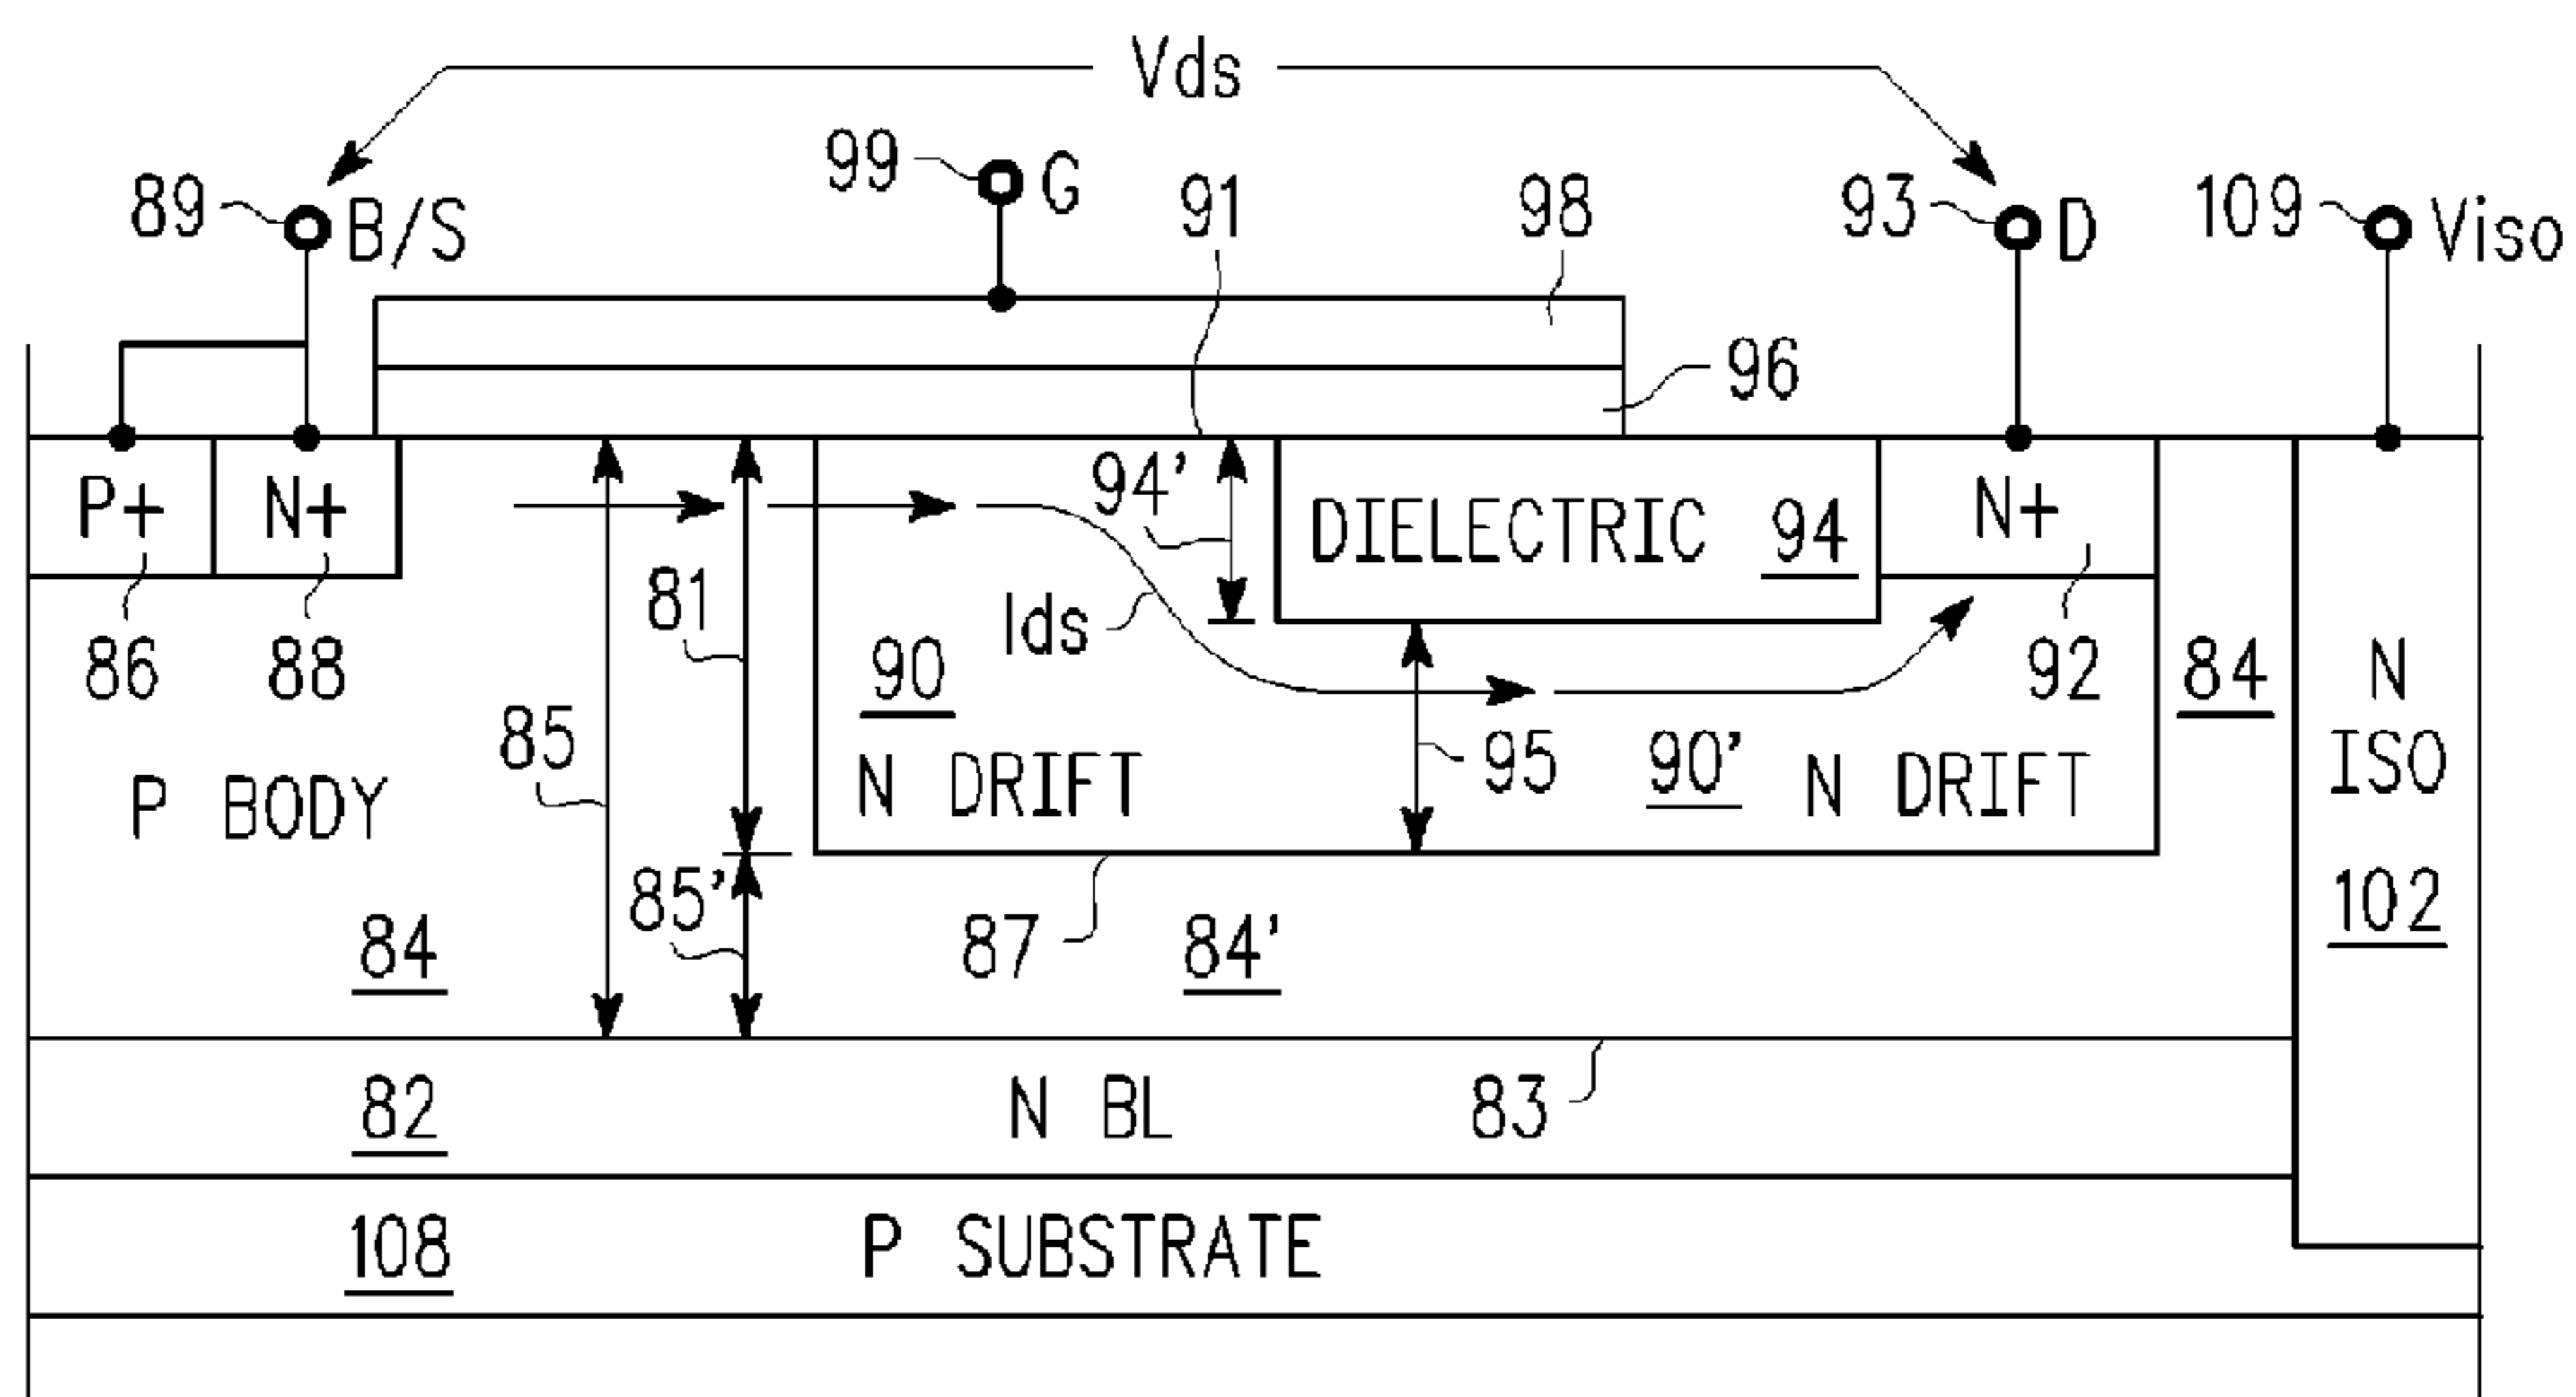 Vds
99 G
89 B/S 91 98 93 D 109 Viso
96
P+ N+ 94' DIELECTRIC 94 N+
81 Ids
86 88 90 92 84 N
85 95 ISO
P BODY N DRIFT 90' N DRIFT
85' 102
84 87 84'
82 N BL 83
108 P SUBSTRATE